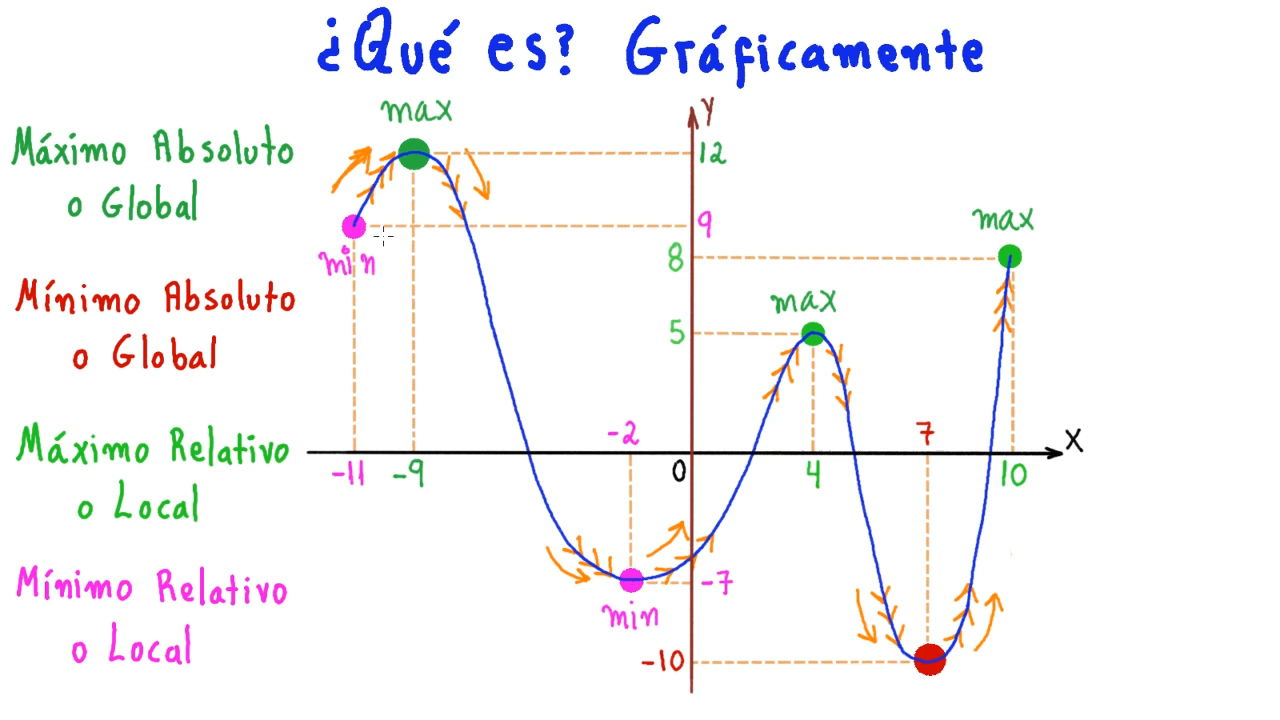 ¿Qué es? Gráficamente
Máximo Absoluto
o Global
Mínimo Absoluto
o Global
Máximo Relativo
o Local
Mínimo Relativo
o Local
max
Y
12
9
min
max
8
max
5
-2
7
X
-11
-9
0
4
10
-7
min
-10